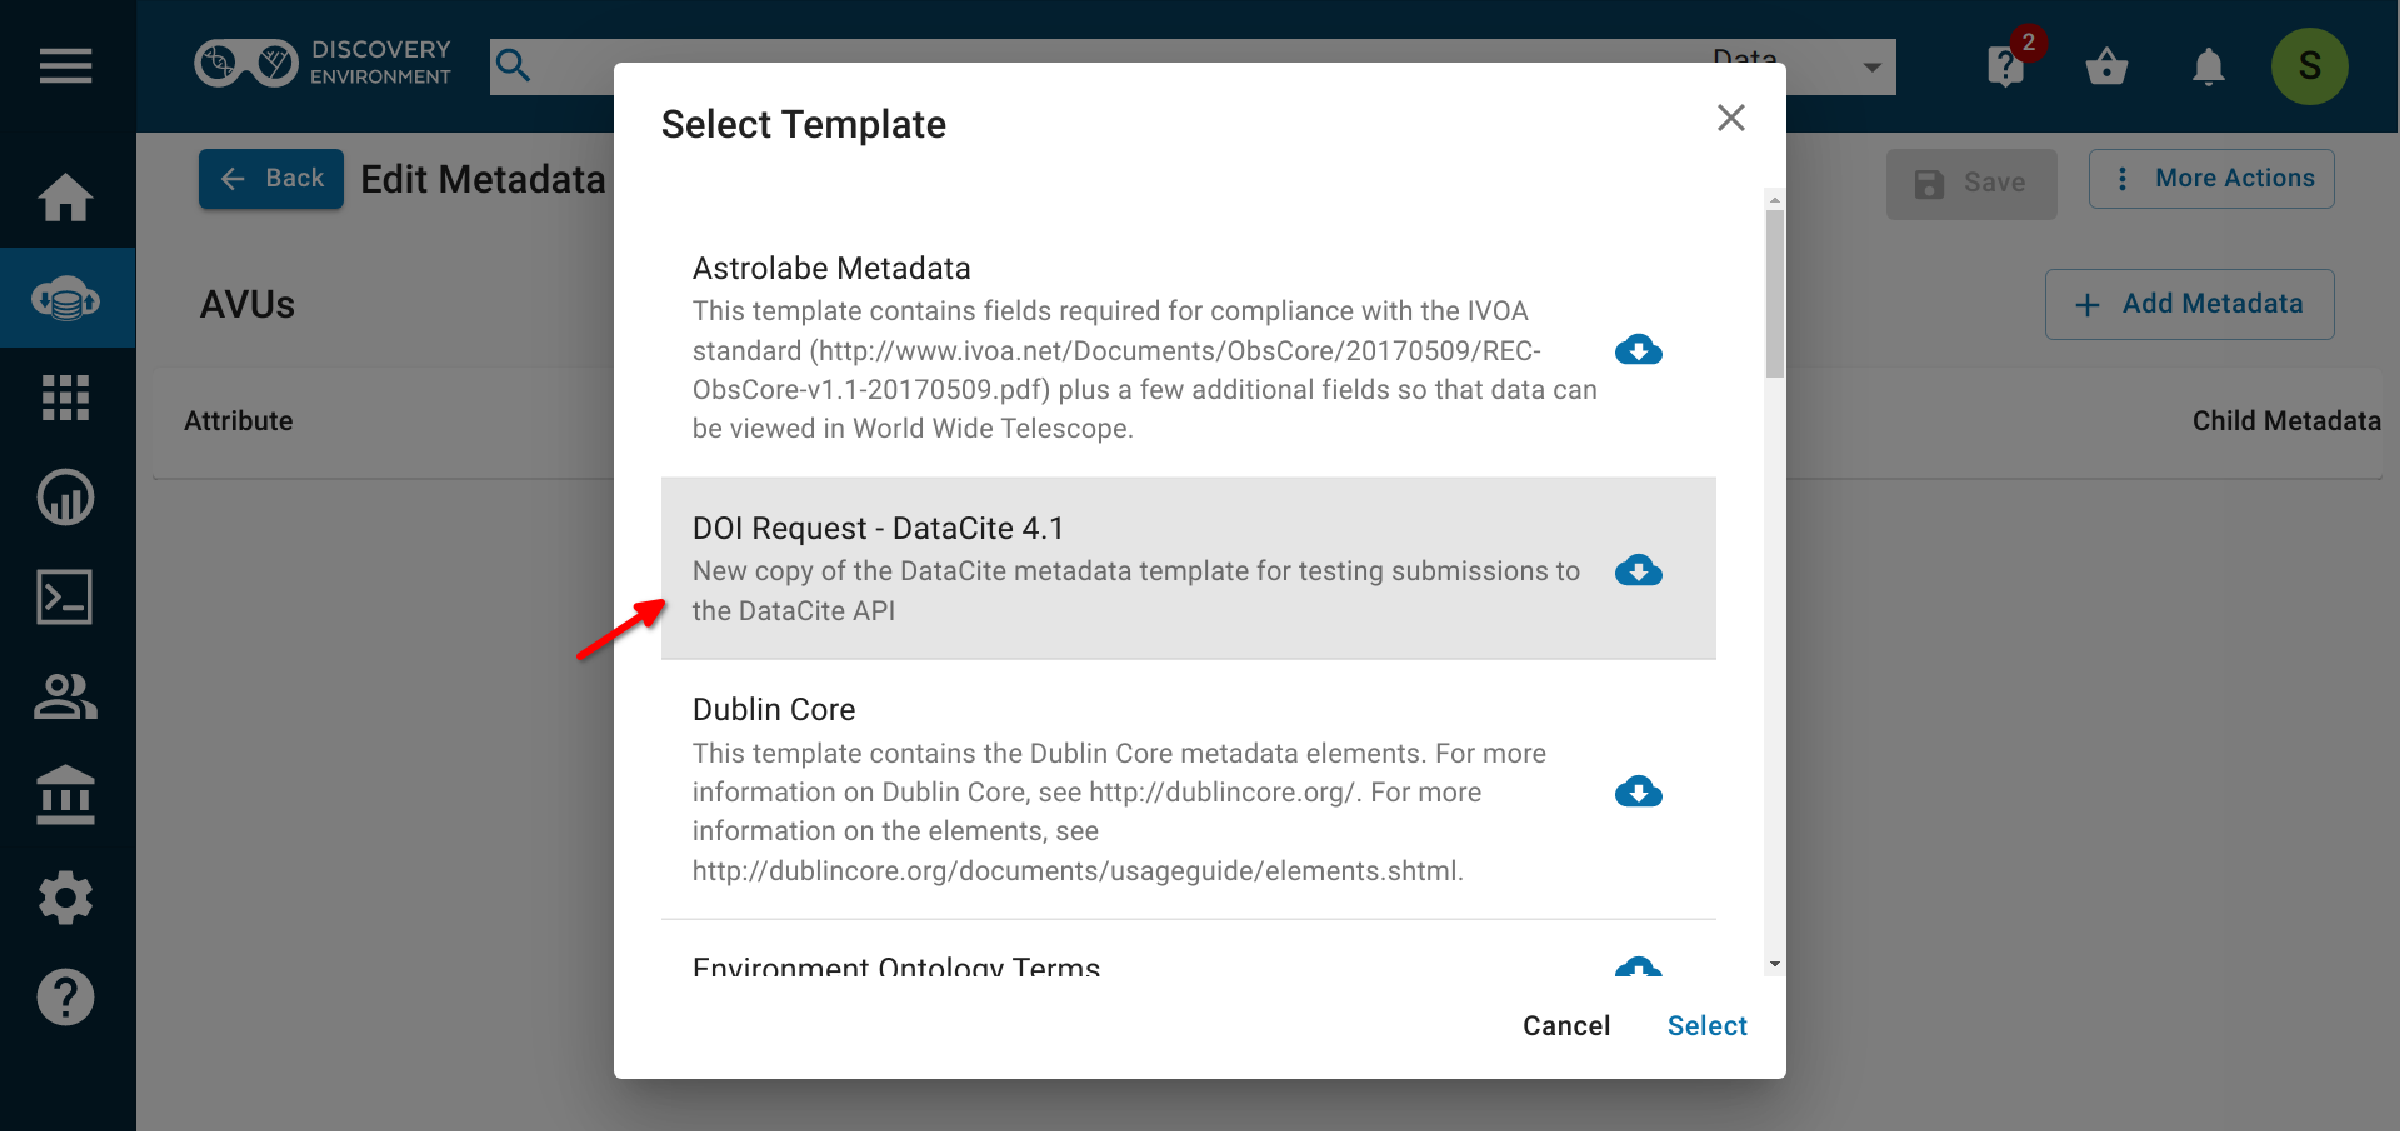 DISCOVERY
ENVIRONMENT
Data
2
S
Select Template
Back
Edit Metadata
Save
More Actions
AVUs
Add Metadata
Attribute
Child Metadata
Astrolabe Metadata
This template contains fields required for compliance with the IVOA
standard (http://www.ivoa.net/Documents/ObsCore/20170509/REC-
ObsCore-v1.1-20170509.pdf) plus a few additional fields so that data can
be viewed in World Wide Telescope.
DOI Request - DataCite 4.1
New copy of the DataCite metadata template for testing submissions to
the DataCite API
Dublin Core
This template contains the Dublin Core metadata elements. For more
information on Dublin Core, see http://dublincore.org/. For more
information on the elements, see
http://dublincore.org/documents/usageguide/elements.shtml.
Environment Ontology Terms
Cancel
Select